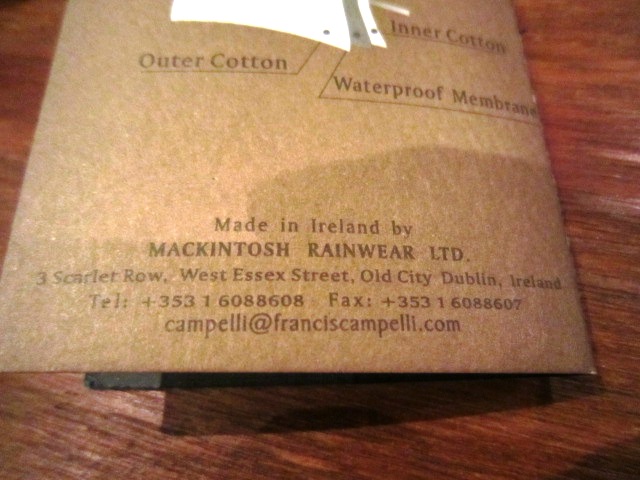 Inner Cotton
Outer Cotton
Waterproof Membrane
Made in Ireland by
MACKINTOSH RAINWEAR LTD.
3 Scarlet Row, West Essex Street, Old City Dublin, Ireland
Tel: +353 1 6088608 Fax: +353 1 6088607
campelli@franciscampelli.com